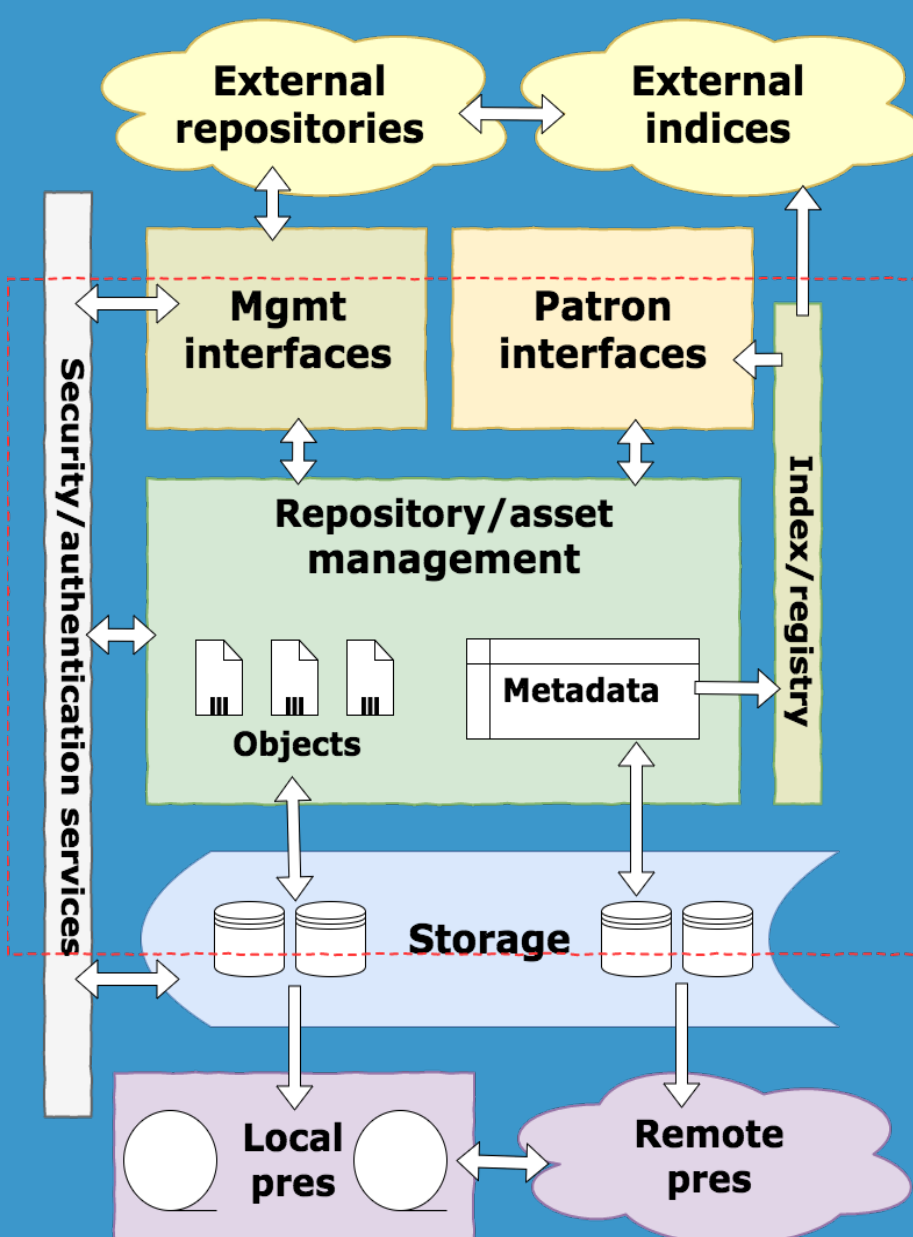 External
repositories
External
indices
Mgmt
interfaces
Patron
interfaces
Security/authentication services
Index/registry
Repository/asset
management
Objects
Metadata
Storage
Local
pres
Remote
pres